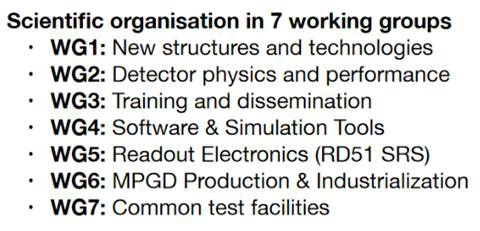 Scientific organisation in 7 working groups
· WG1: New structures and technologies
· WG2: Detector physics and performance
· WG3: Training and dissemination
· WG4: Software & Simulation Tools
· WG5: Readout Electronics (RD51 SRS)
· WG6: MPGD Production & Industrialization
· WG7: Common test facilities